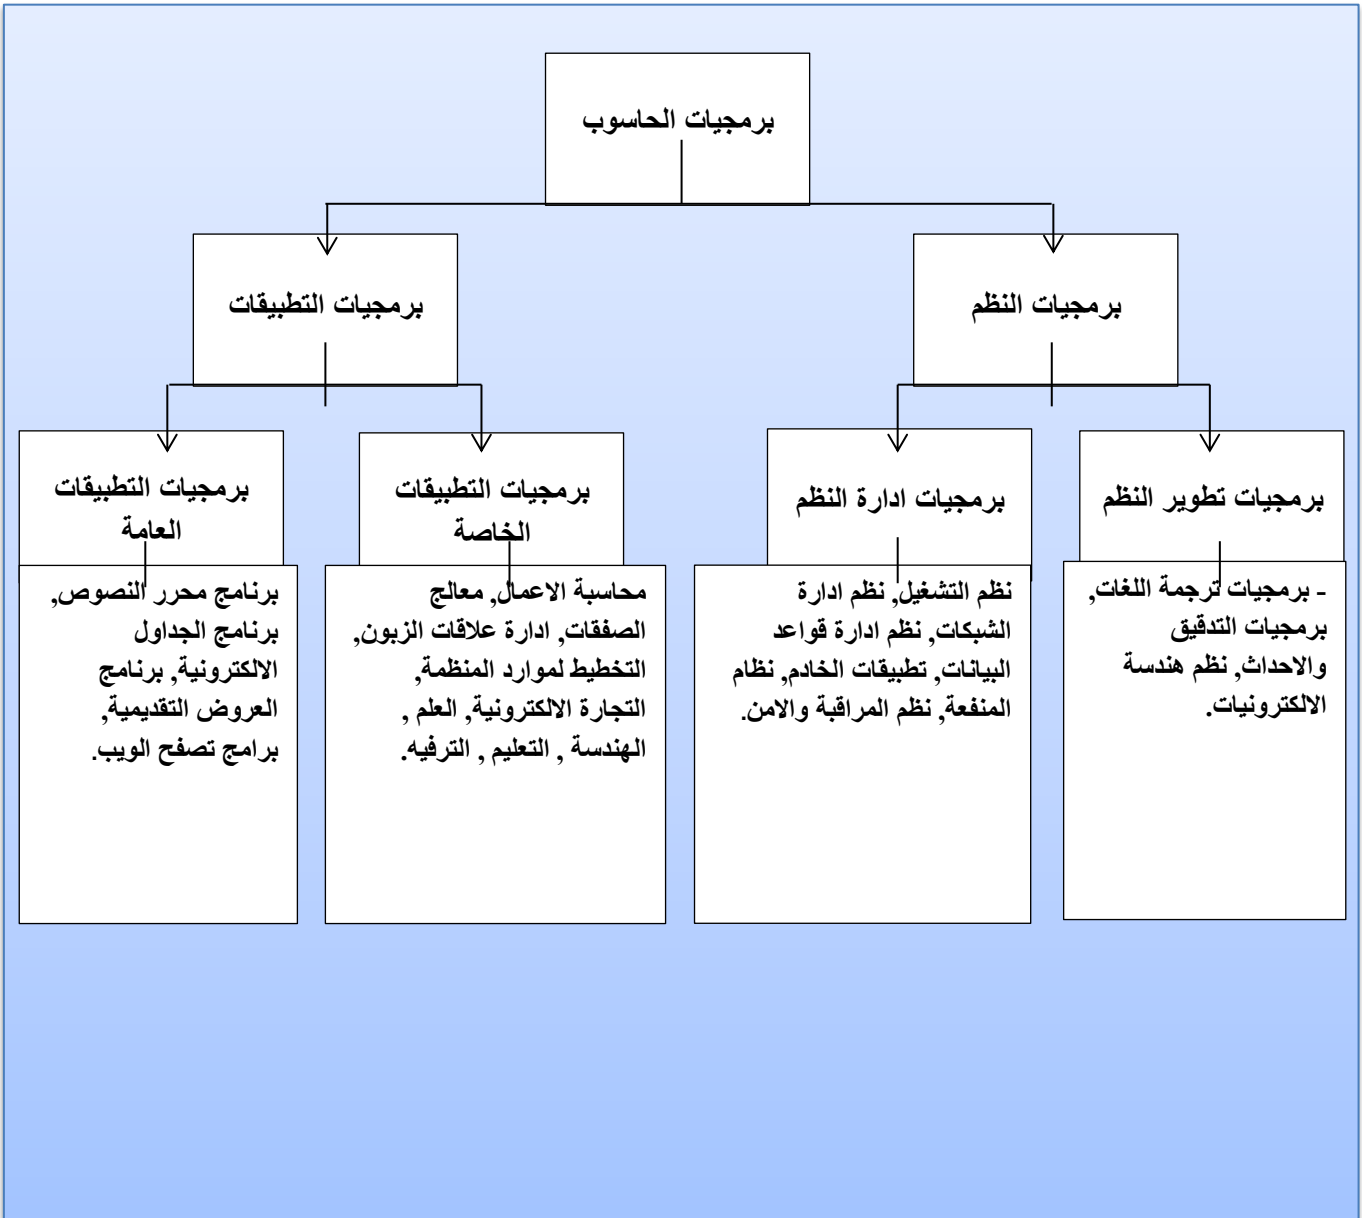 برمجيات الحاسوب
برمجيات النظم
برمجيات التطبيقات
برمجيات تطوير النظم
برمجيات ادارة النظم
برمجيات التطبيقات
الخاصة
برمجيات التطبيقات
العامة
- برمجيات ترجمة اللغات,
برمجيات التدقيق
والاحداث, نظم هندسة
الالكترونيات.
نظم التشغيل, نظم ادارة
الشبكات, نظم ادارة قواعد
البيانات, تطبيقات الخادم, نظام
المنفعة, نظم المراقبة والامن.
محاسبة الاعمال, معالج
الصفقات, ادارة علاقات الزبون,
التخطيط لموارد المنظمة,
التجارة الالكترونية, العلم ,
الهندسة , التعليم , الترفيه.
برنامج محرر النصوص,
برنامج الجداول
الالكترونية, برنامج
العروض التقديمية,
برامج تصفح الويب.